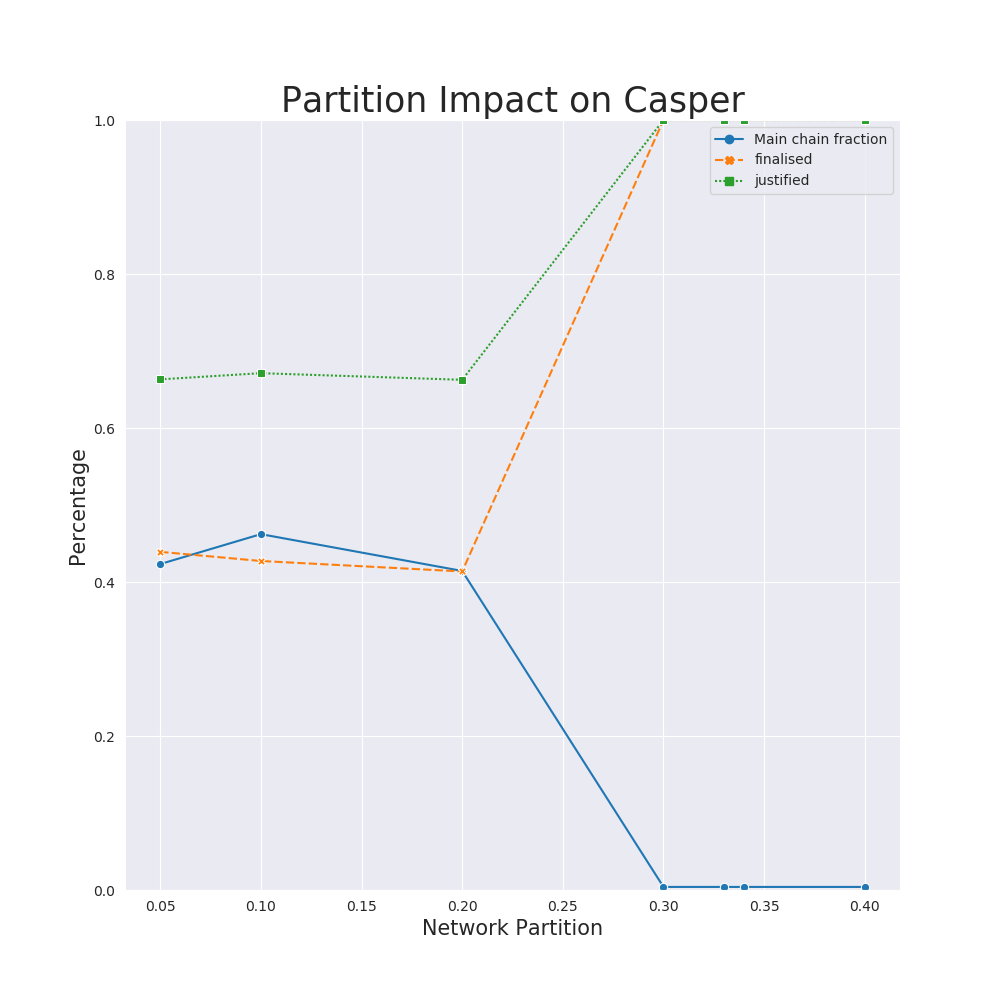 Partition Impact on Casper
1.0
0.8
0.6
0.4
0.2
0.0
Percentage
Main chain fraction
finalised
justified
0.05 0.10 0.15 0.20 0.25 0.30 0.35 0.40
Network Partition